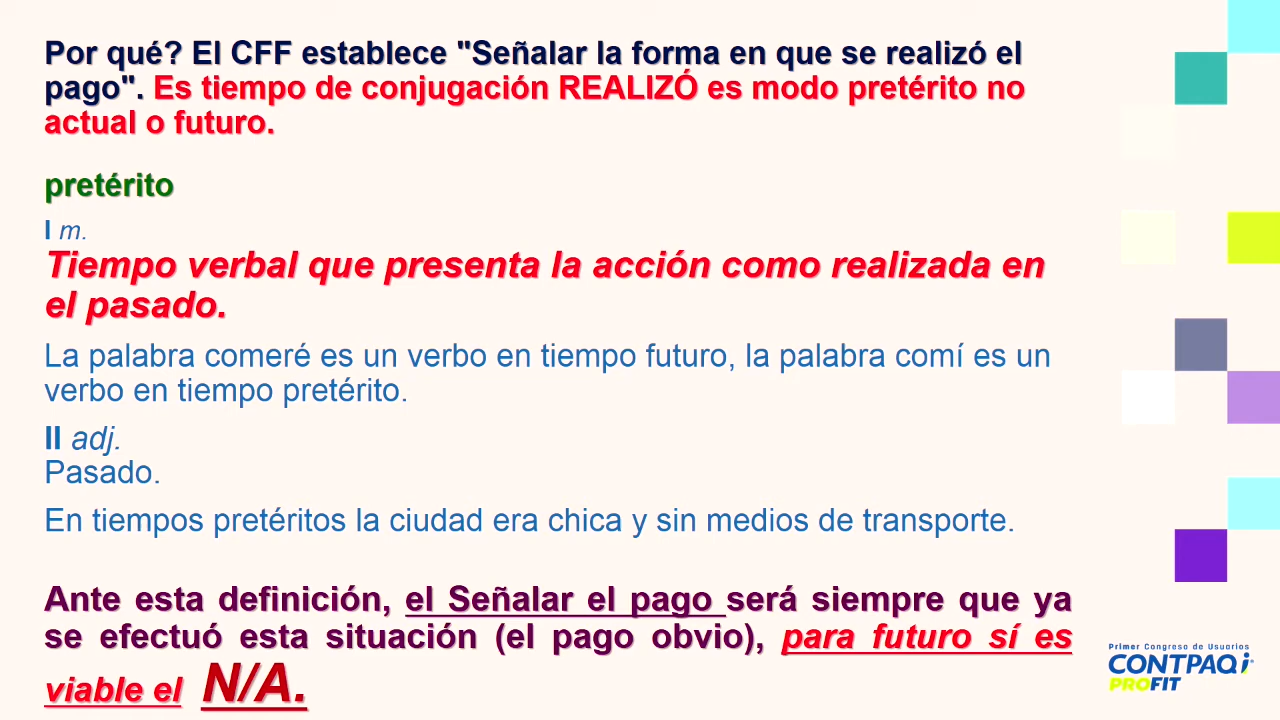 Por qué? El CFF establece "Señalar la forma en que se realizó el
pago". Es tiempo de conjugación REALIZÓ es modo pretérito no
actual o futuro.
pretérito
I m.
Tiempo verbal que presenta la acción como realizada en
el pasado.
La palabra comeré es un verbo en tiempo futuro, la palabra comí es un
verbo en tiempo pretérito.
II adj.
Pasado.
En tiempos pretéritos la ciudad era chica y sin medios de transporte.
Ante esta definición, el Señalar el pago será siempre que ya
se efectuó esta situación (el pago obvio), para futuro sí es
viable el N/A.
Primer Congreso de Usuarios
CONTPAQi
PROFIT